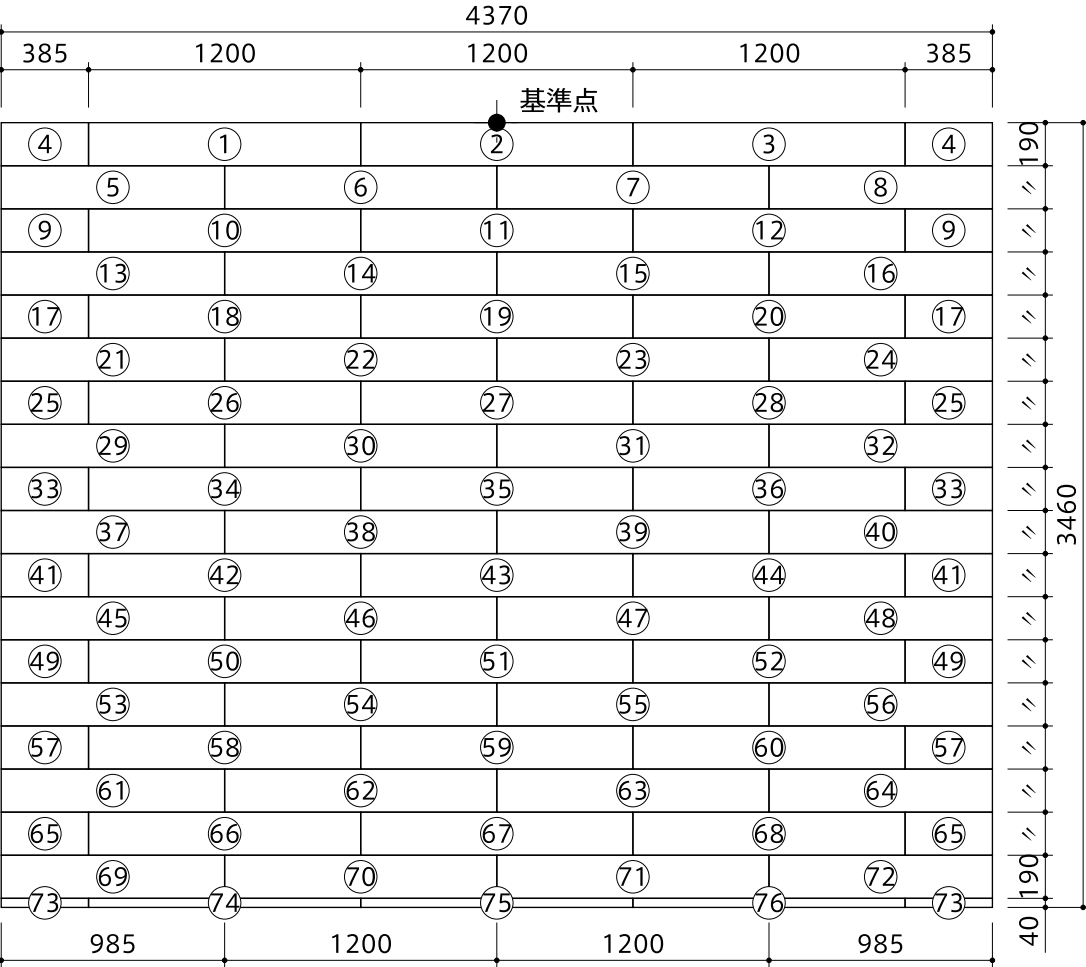 4370
385 1200 1200 1200 385
基準点
④ ① ② ③ ④ 190
⑤ ⑥ ⑦ ⑧ 〃
⑨ ⑩ ⑪ ⑫ ⑨ 〃
⑬ ⑭ ⑮ ⑯ 〃
⑰ ⑱ ⑲ ⑳ ⑰ 〃
㉑ ㉒ ㉓ ㉔ 〃
㉕ ㉖ ㉗ ㉘ ㉕ 〃
㉙ ㉚ ㉛ ㉜ 〃
㉝ ㉞ ㉟ ㊱ ㉝ 〃
3460
㊲ ㊳ ㊴ ㊵ 〃
㊶ ㊷ ㊸ ㊹ ㊶ 〃
㊺ ㊻ ㊼ ㊽ 〃
㊾ ㊿ 51 52 ㊾ 〃
53 54 55 56 〃
57 58 59 60 57 〃
61 62 63 64 〃
65 66 67 68 65 〃
69 70 71 72 190
73 74 75 76 73 40
985 1200 1200 985